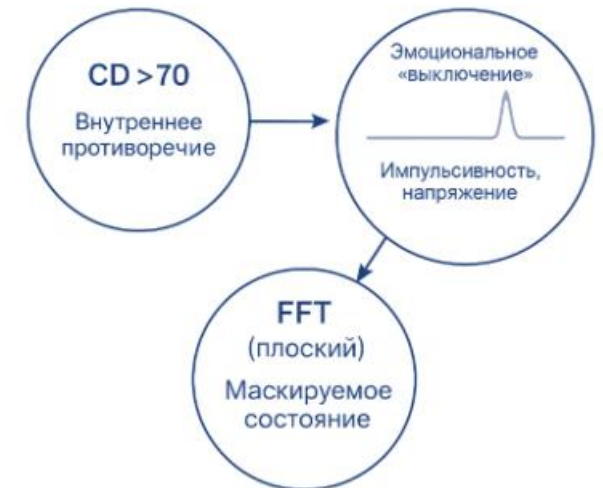 CD >70
Внутреннее
противоречие
Эмоциональное
«выключение»
Импульсивность,
напряжение
FFT
(плоский)
Маскируемое
состояние